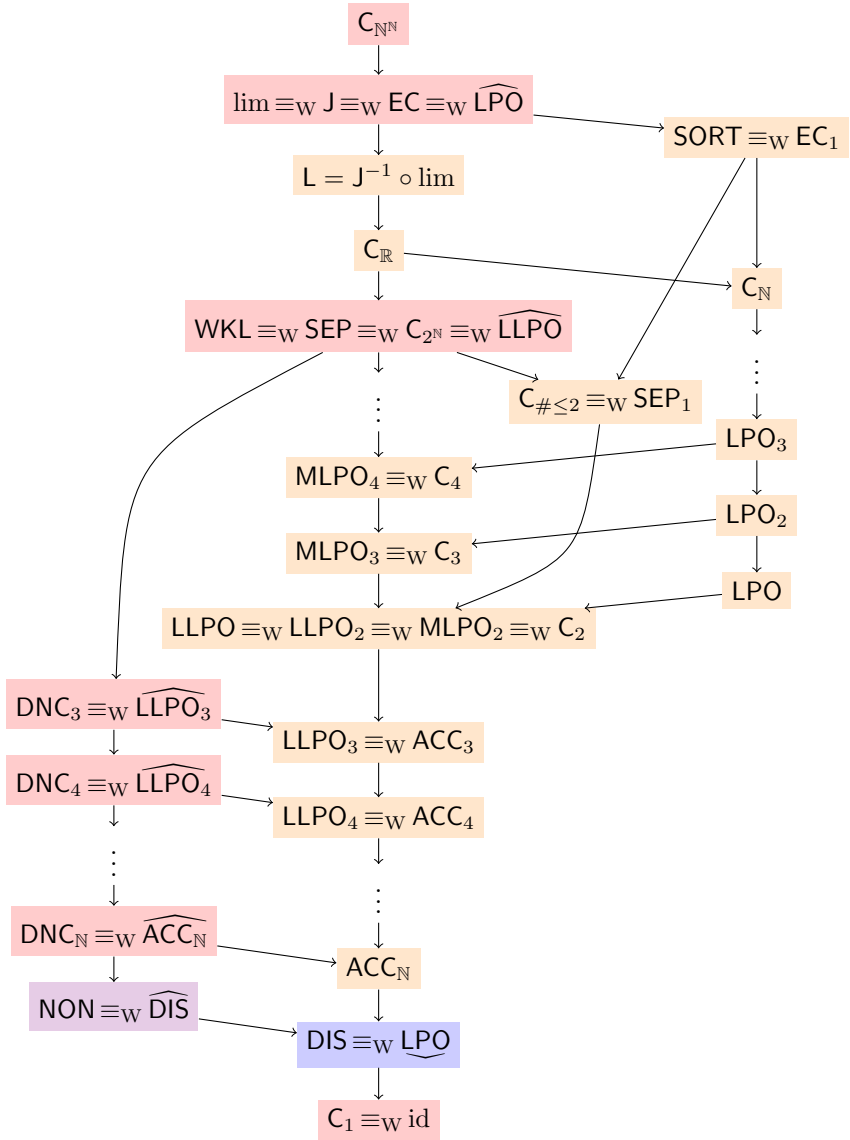 C_{ℕ^ℕ}
lim ≡_W J ≡_W EC ≡_W \widehat{LPO}
SORT ≡_W EC_1
L = J^{-1} ∘ lim
C_ℝ
C_ℕ
WKL ≡_W SEP ≡_W C_{2^ℕ} ≡_W \widehat{LLPO}
⋮
C_{#≤2} ≡_W SEP_1
⋮
LPO_3
MLPO_4 ≡_W C_4
LPO_2
MLPO_3 ≡_W C_3
LPO
LLPO ≡_W LLPO_2 ≡_W MLPO_2 ≡_W C_2
DNC_3 ≡_W \widehat{LLPO_3}
LLPO_3 ≡_W ACC_3
DNC_4 ≡_W \widehat{LLPO_4}
LLPO_4 ≡_W ACC_4
⋮
⋮
DNC_ℕ ≡_W \widehat{ACC_ℕ}
ACC_ℕ
NON ≡_W \widehat{DIS}
DIS ≡_W \underbrace{LPO}
C_1 ≡_W id